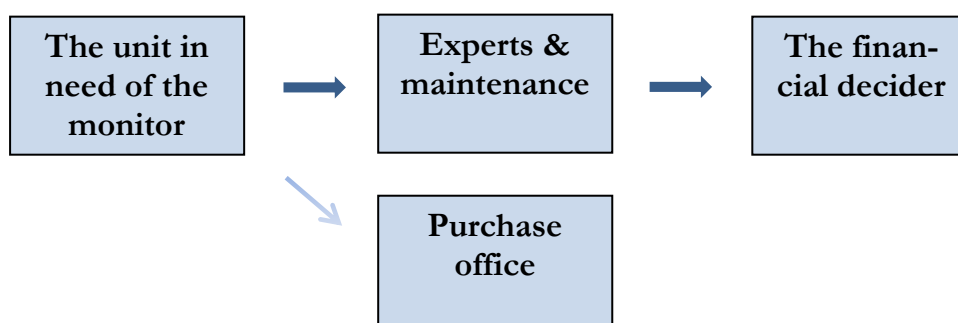 The unit in
need of the
monitor
Experts &
maintenance
The finan-
cial decider
Purchase
office